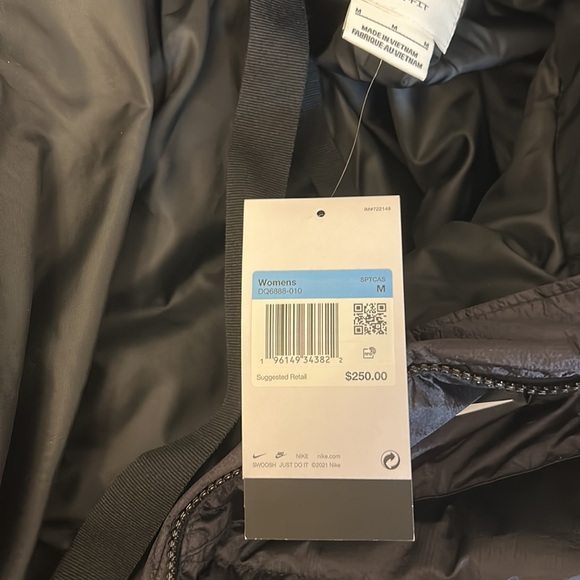 M M M
MADE IN VIETNAM
FABRIQUÉ AU VIETNAM
Womens SPTCAS
DQ6888-010 M
1 96149 34382 2
Suggested Retail $250.00
NIKE nike.com
SWOOSH JUST DO IT ©2021 Nike